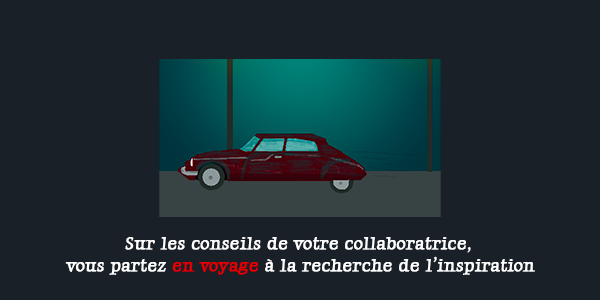 Sur les conseils de votre collaboratrice,
vous partez en voyage à la recherche de l'inspiration